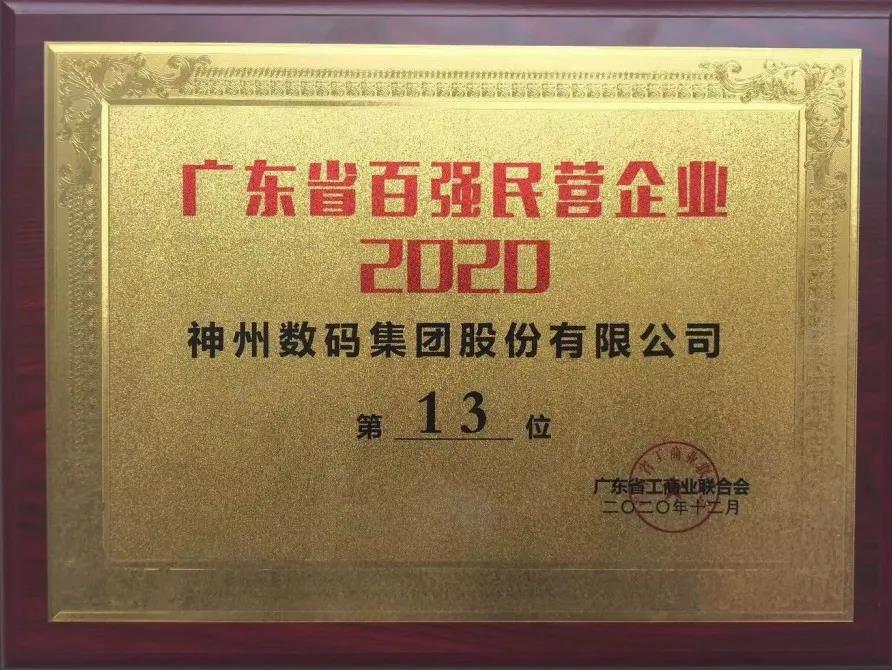 广东省百强民营企业
2020
神州数码集团股份有限公司
第 13 位
广东省工商业联合会
二〇二〇年十二月